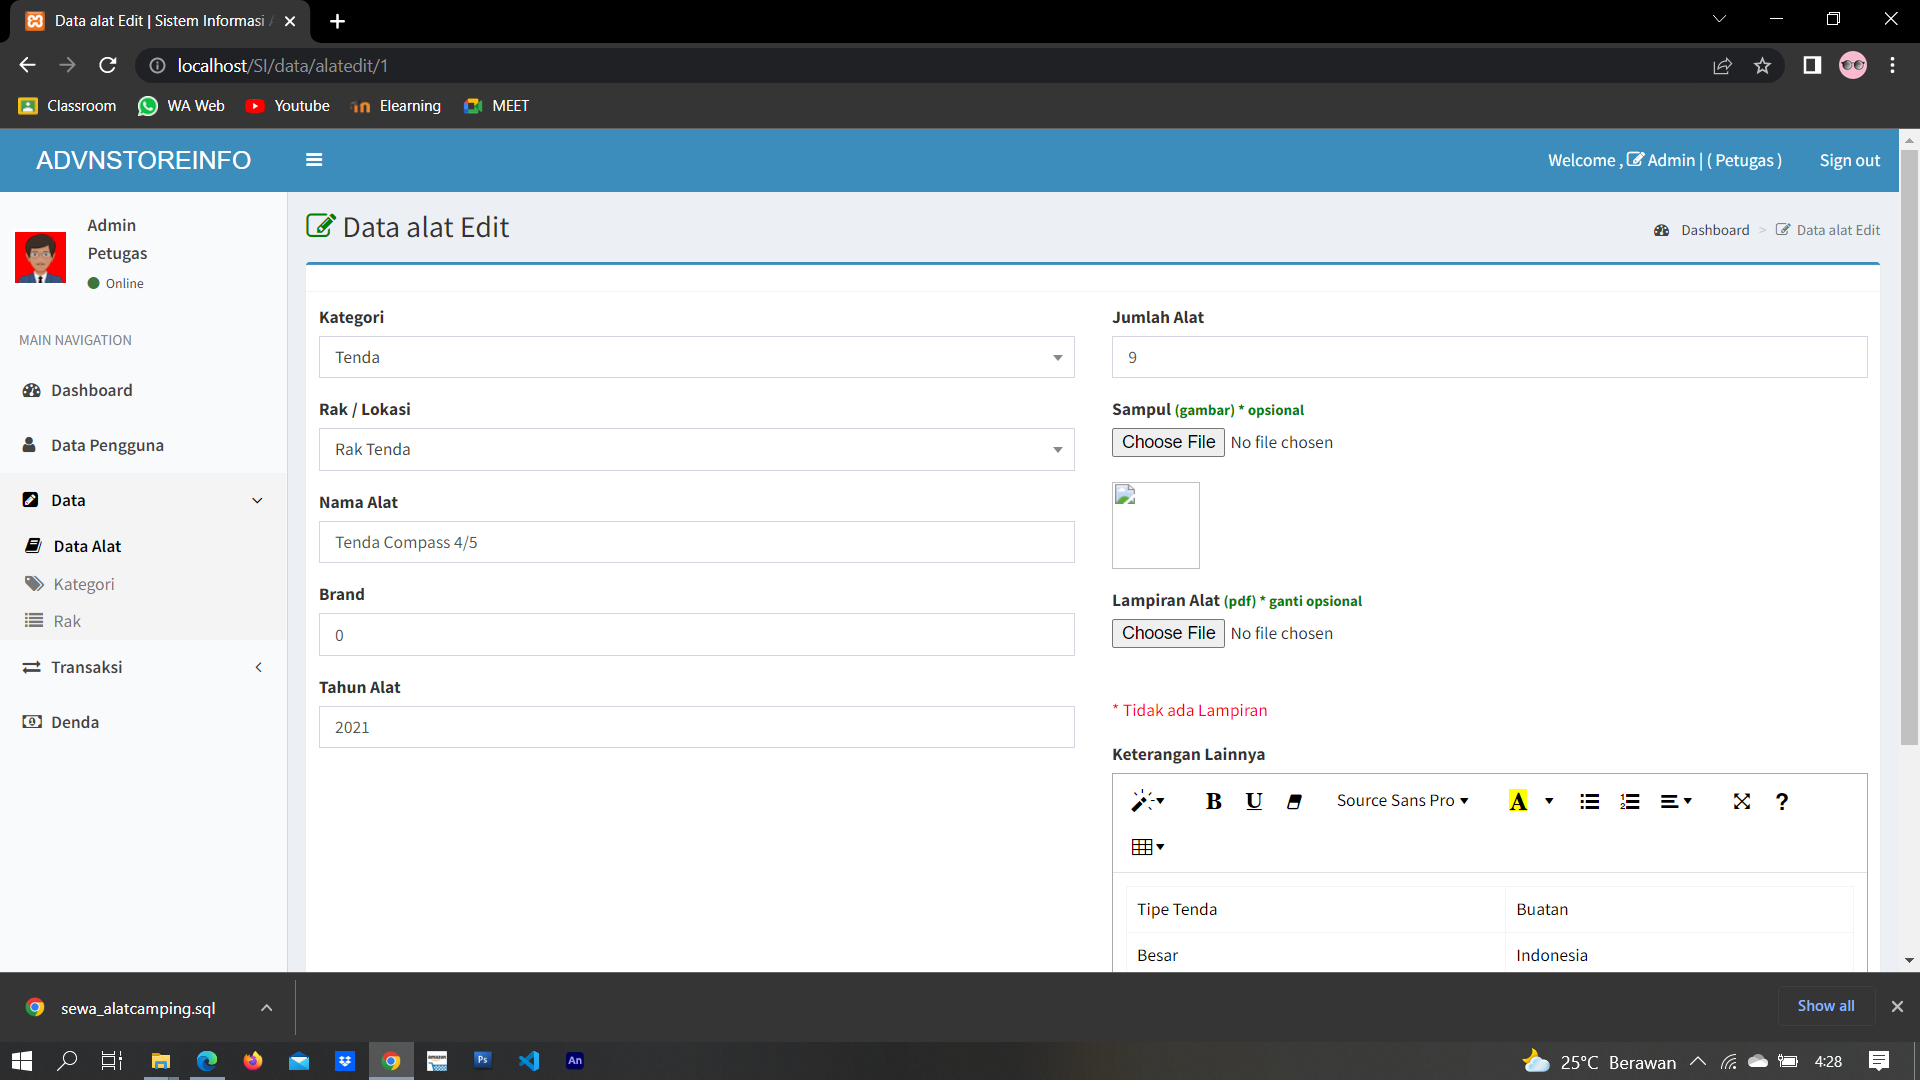 Data alat Edit | Sistem Informasi
localhost/SI/data/alatedit/1
Classroom
WA Web
Youtube
Elearning
MEET
ADVNSTOREINFO
Welcome , Admin | ( Petugas )
Sign out
Admin
Petugas
Online
MAIN NAVIGATION
Dashboard
Data Pengguna
Data
Data Alat
Kategori
Rak
Transaksi
Denda
Data alat Edit
Dashboard > Data alat Edit
Kategori
Tenda
Rak / Lokasi
Rak Tenda
Nama Alat
Tenda Compass 4/5
Brand
0
Tahun Alat
2021
Jumlah Alat
9
Sampul (gambar) * opsional
Choose File No file chosen
Lampiran Alat (pdf) * ganti opsional
Choose File No file chosen
* Tidak ada Lampiran
Keterangan Lainnya
B U Source Sans Pro A ?
Tipe Tenda Buatan
Besar Indonesia
sewa_alatcamping.sql
Show all
Ps
An
25°C Berawan
4:28